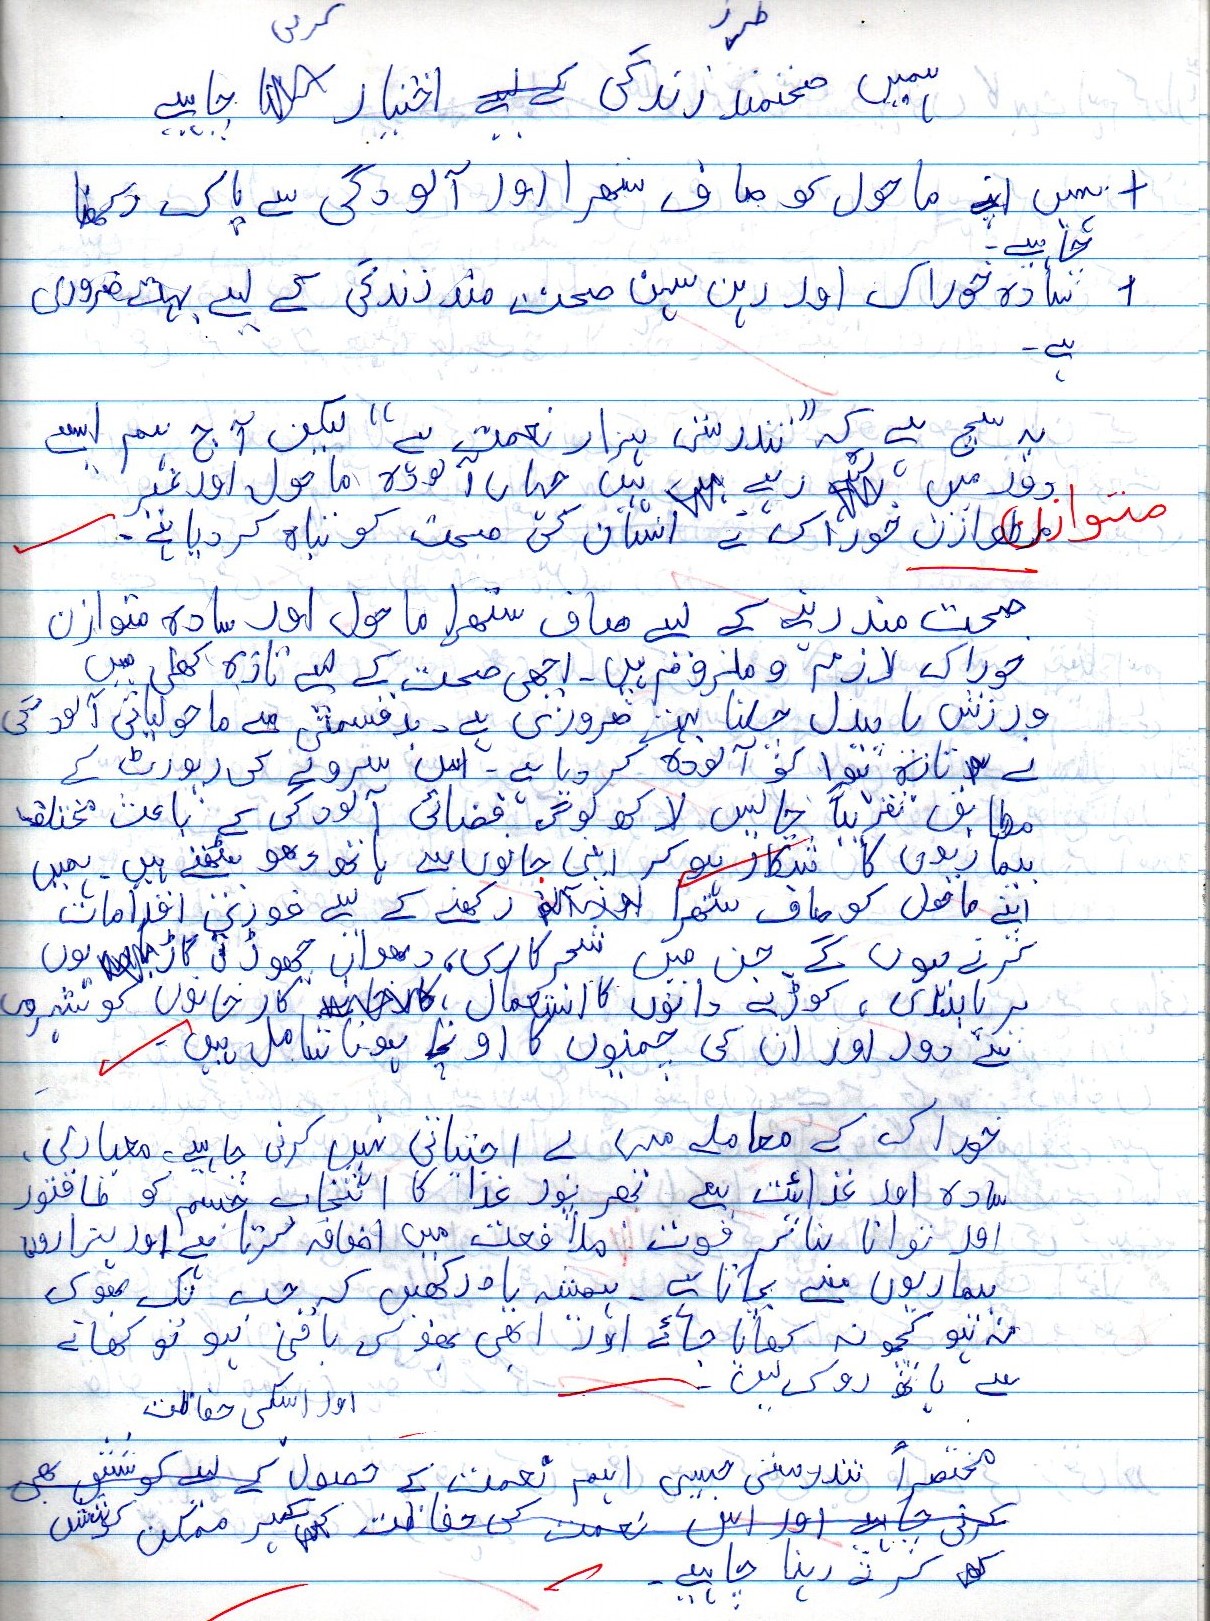 طرز
کرنی
ہمیں صحتمند زندگی کے لیے اختیار چاہیے
+ ہمیں اپنے ماحول کو صاف ستھرا اور آلودگی سے پاک رکھنا
چاہیے۔
+ سادہ خوراک اور رہن سہن صحت مند زندگی کے لیے بہت ضروری
ہے۔
یہ سچ ہے کہ "تندرستی ہزار نعمت ہے" لیکن آج ہم ایسے
دور میں رہ رہے ہیں جہاں آلودہ ماحول اور غیر
متوازن
متوازن خوراک نے انسان کی صحت کو تباہ کر دیا ہے۔
صحت مند رہنے کے لیے صاف ستھرا ماحول اور سادہ متوازن
خوراک لازم و ملزوم ہیں۔ اچھی صحت کے لیے تازہ کھلی میں
ورزش یا پیدل چلنا بہت ضروری ہے۔ بدقسمتی سے ماحولیاتی آلودگی
نے تازہ ہوا کو آلودہ کر دیا ہے۔ اس سروے کی رپورٹ کے
مطابق تقریباً چالیس لاکھ لوگ فضائی آلودگی کے باعث مختلف
بیماریوں کا شکار ہو کر اپنی جانوں سے ہاتھ دھو بیٹھتے ہیں۔ ہمیں
اپنے ماحول کو صاف ستھرا رکھنے کے لیے فوری اقدامات
کرنے ہوں گے جن میں شجرکاری، دھواں چھوڑتی گاڑیوں
پر پابندی، کوڑے دانوں کا استعمال، کارخانوں کو شہروں
سے دور اور ان کی چمنیوں کا اونچا ہونا شامل ہیں۔
خوراک کے معاملے میں بے احتیاتی نہیں کرنی چاہیے۔ معیاری،
سادہ اور غذائیت سے بھرپور غذا کا انتخاب جسم کو طاقتور
اور توانا بنا کر قوت مدافعت میں اضافہ کرتا ہے اور ہزاروں
بیماریوں سے بچاتا ہے۔ ہمیشہ یاد رکھیں کہ جب تک بھوک
نہ ہو کچھ نہ کھایا جائے اور ابھی بھوک باقی ہو تو کھانے
سے ہاتھ روک لیں۔
اور اسکی حفاظت
مختصراً تندرستی جیسی اہم نعمت کے حصول کے لیے کوشش بھی
کرنی چاہیے اور اس نعمت کی حفاظت ہر ممکن کوشش
کرتے رہنا چاہیے۔